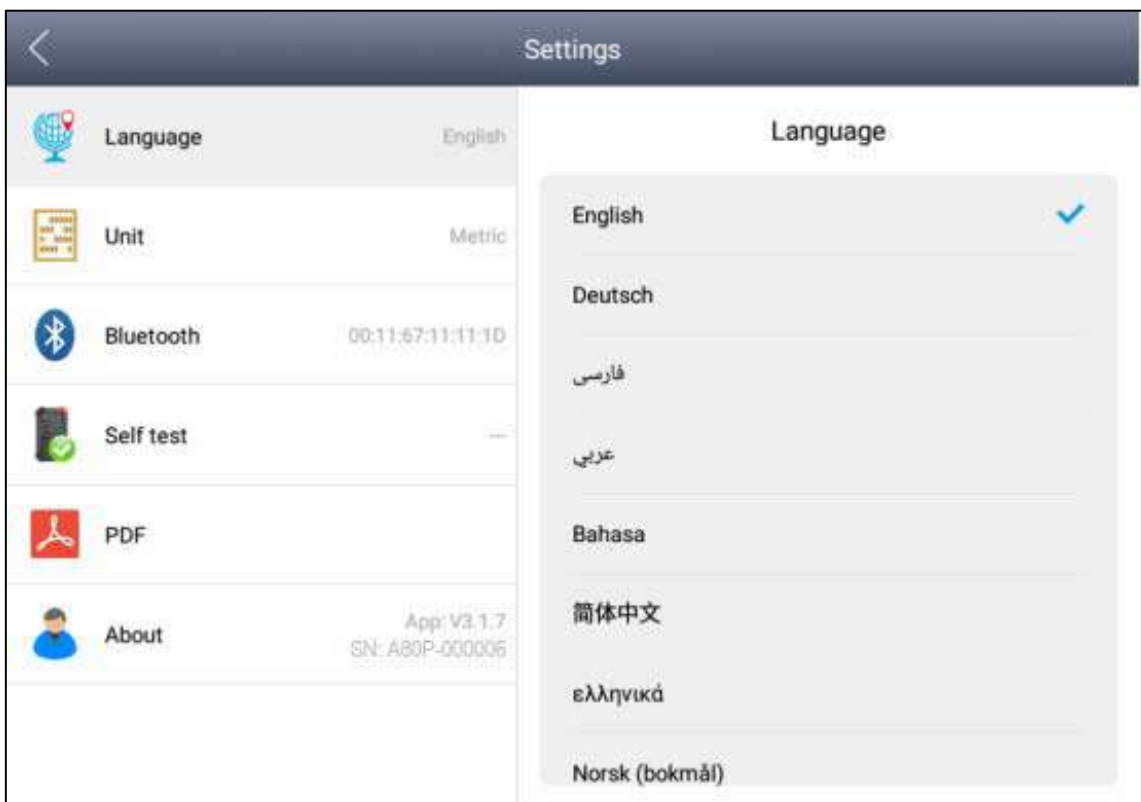 Settings
Language
English
Unit
Metric
Bluetooth
00:11:67:11:11:1D
Self test
---
PDF
About
App: V3.1.7
SN: A80P-000006
Language
English
Deutsch
فارسی
عربي
Bahasa
简体中文
ελληνικά
Norsk (bokmål)